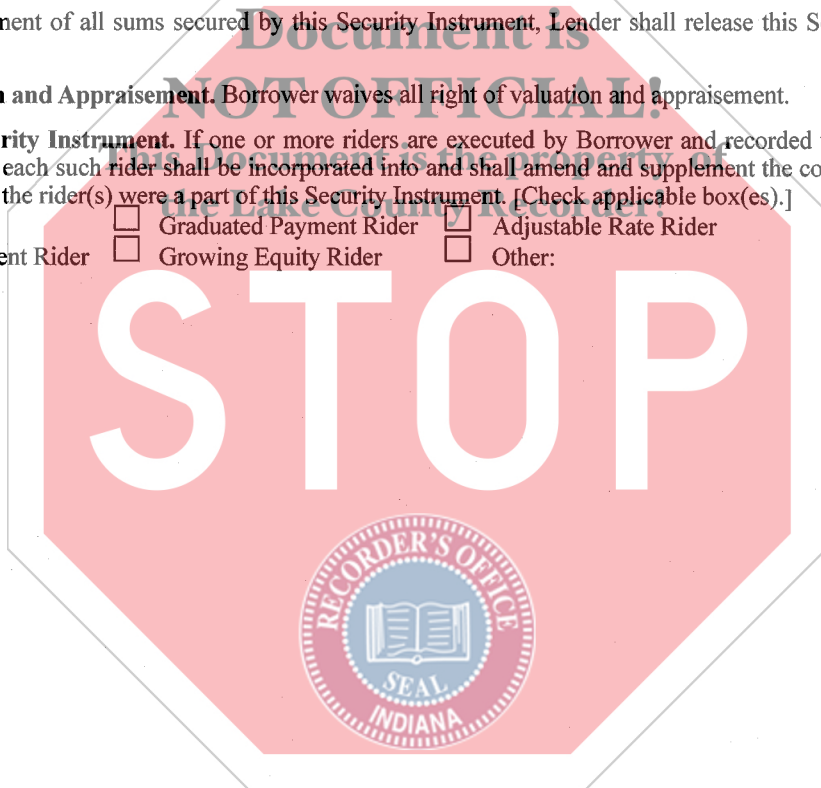 ment of all sums secured by this Security Instrument, Lender shall release this S
Document is
NOT OFFICIAL!
and Appraisement. Borrower waives all right of valuation and appraisement.
rity Instrument. If one or more riders are executed by Borrower and recorded
This Document is the property of
each such rider shall be incorporated into and shall amend and supplement the co
the rider(s) were a part of this Security Instrument. [Check applicable box(es).]
the Lake County Recorder!
Graduated Payment Rider Adjustable Rate Rider
ent Rider Growing Equity Rider Other:
STOP
RECORDER'S OFFICE
SEAL
INDIANA